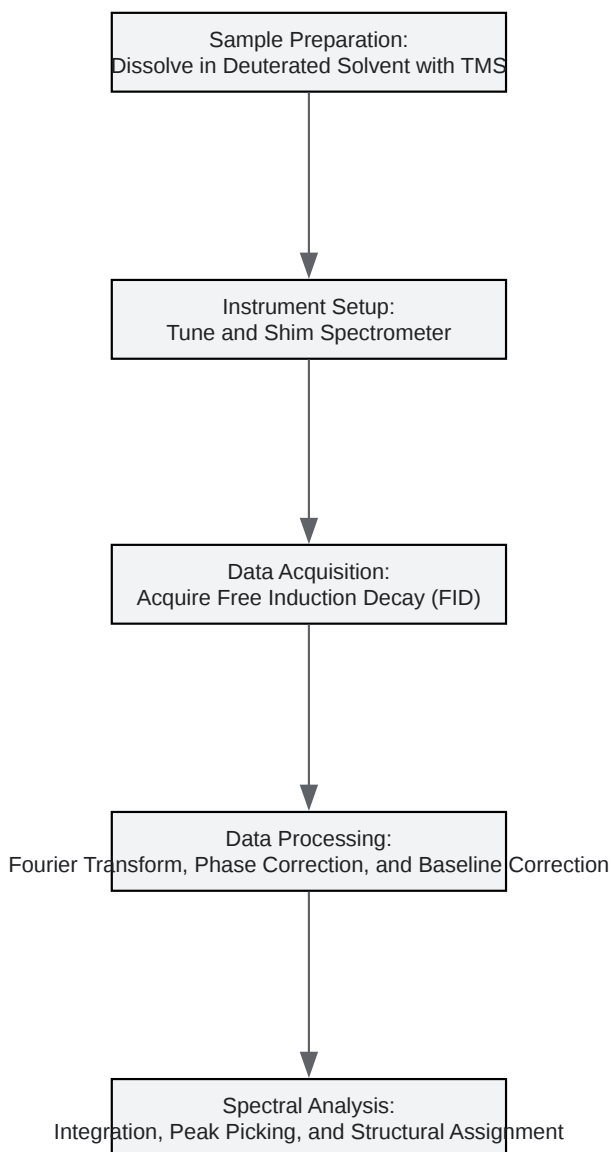 Sample Preparation:
Dissolve in Deuterated Solvent with TMS
Instrument Setup:
Tune and Shim Spectrometer
Data Acquisition:
Acquire Free Induction Decay (FID)
Data Processing:
Fourier Transform, Phase Correction, and Baseline Correction
Spectral Analysis:
Integration, Peak Picking, and Structural Assignment